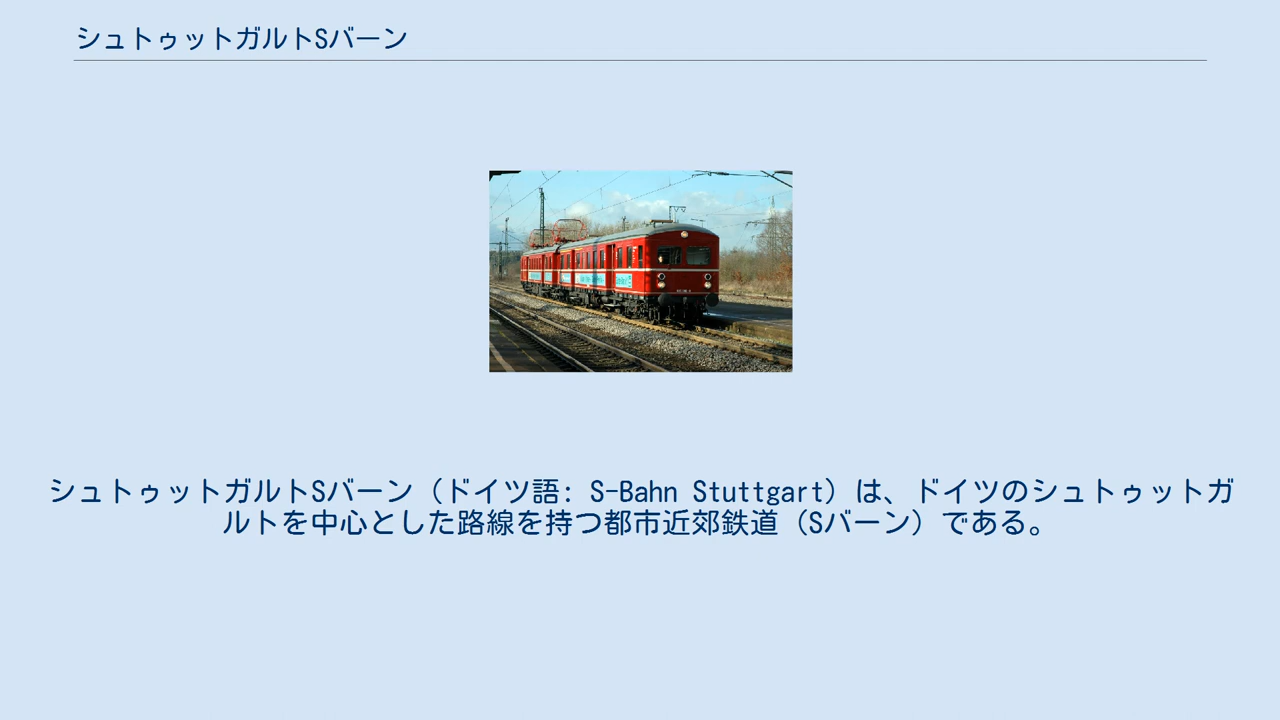 シュトゥットガルトSバーン
シュトゥットガルトSバーン（ドイツ語: S-Bahn Stuttgart）は、ドイツのシュトゥットガ
ルトを中心とした路線を持つ都市近郊鉄道（Sバーン）である。